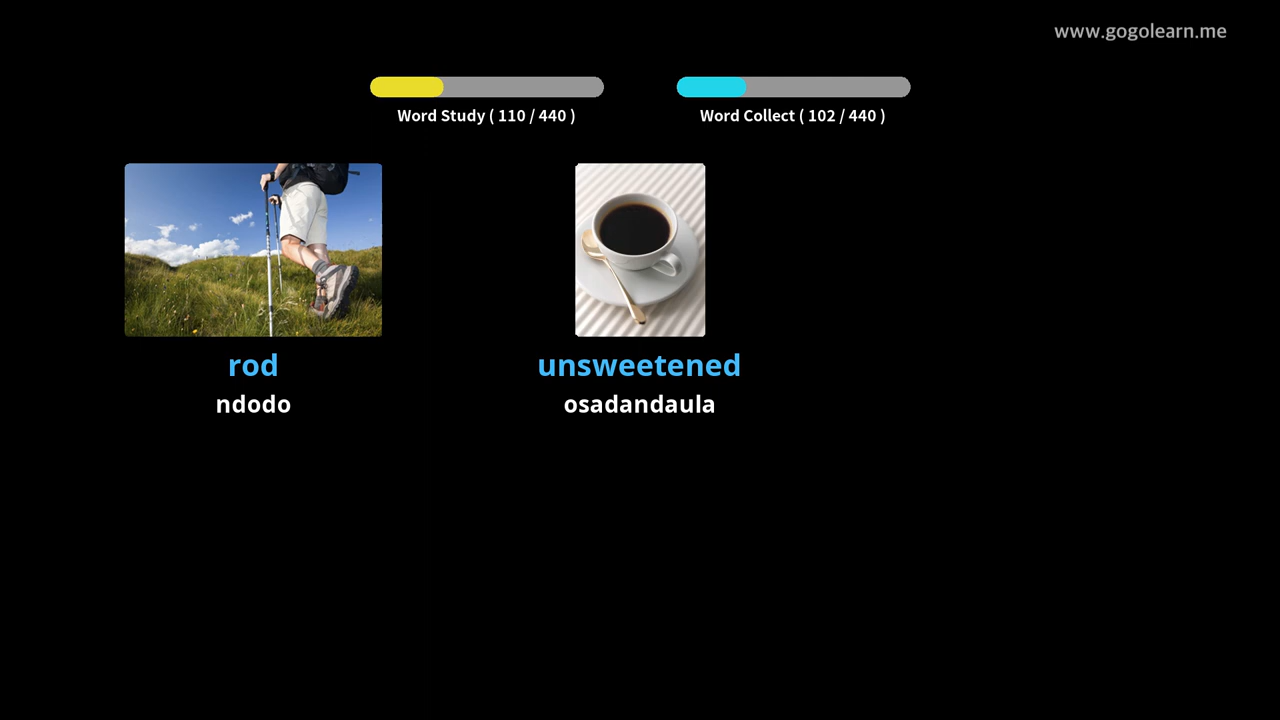 www.gogolearn.me
Word Study ( 110 / 440 )
Word Collect ( 102 / 440 )
rod
ndodo
unsweetened
osadandaula